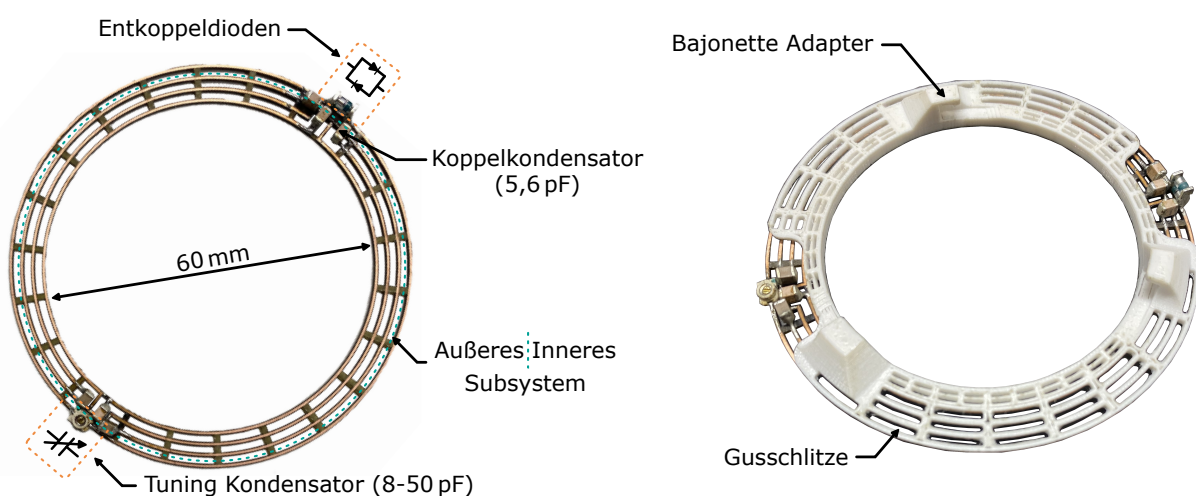 Entkoppeldioden
Koppelkondensator
(5,6 pF)
60 mm
Außeres Inneres
Subsystem
Tuning Kondensator (8-50 pF)
Bajonette Adapter
Gusschlitze